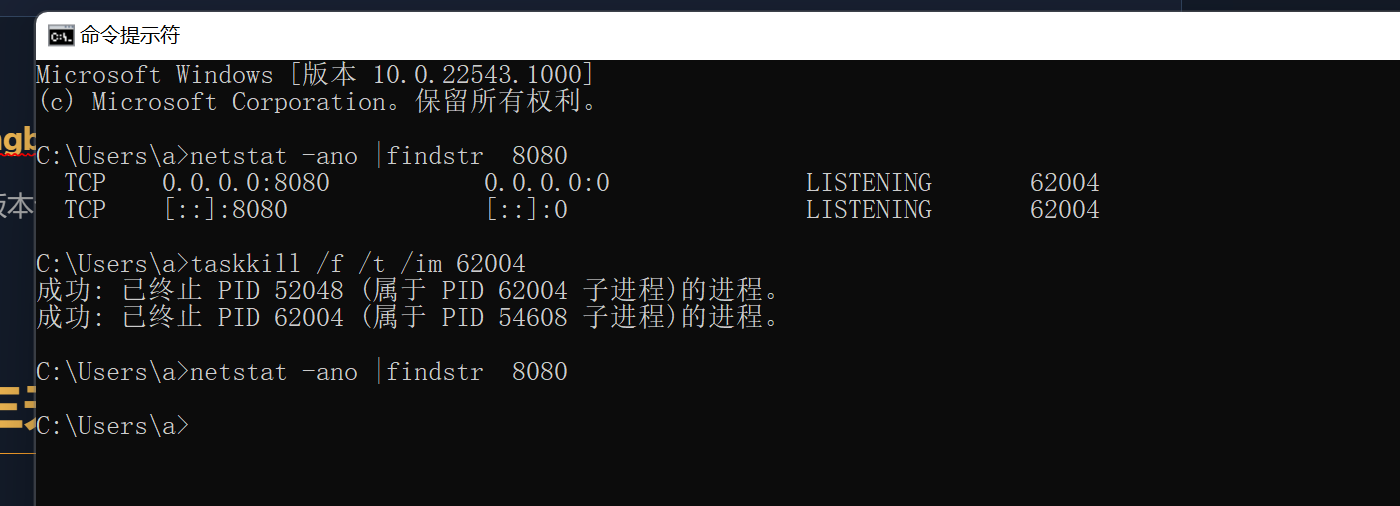 命令提示符
Microsoft Windows [版本 10.0.22543.1000]
(c) Microsoft Corporation。保留所有权利。
C:\Users\a>netstat -ano |findstr  8080
  TCP    0.0.0.0:8080           0.0.0.0:0              LISTENING       62004
  TCP    [::]:8080              [::]:0                 LISTENING       62004
C:\Users\a>taskkill /f /t /im 62004
成功: 已终止 PID 52048 (属于 PID 62004 子进程)的进程。
成功: 已终止 PID 62004 (属于 PID 54608 子进程)的进程。
C:\Users\a>netstat -ano |findstr  8080
C:\Users\a>